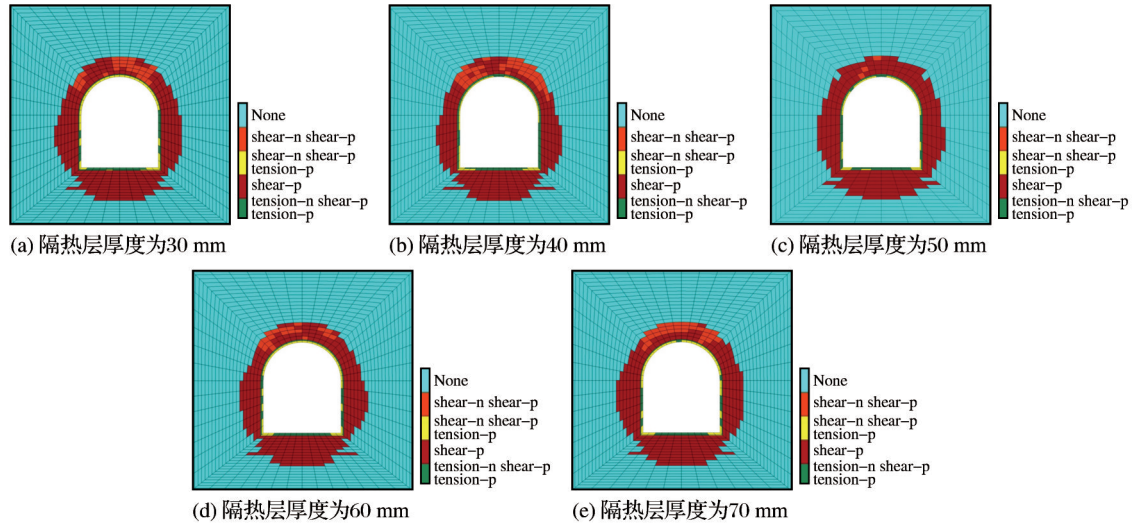 None
shear-n shear-p
shear-n shear-p
tension-p
shear-p
tension-n shear-p
tension-p
(a) 隔热层厚度为30 mm
None
shear-n shear-p
shear-n shear-p
tension-p
shear-p
tension-n shear-p
tension-p
(b) 隔热层厚度为40 mm
None
shear-n shear-p
shear-n shear-p
tension-p
shear-p
tension-n shear-p
tension-p
(c) 隔热层厚度为50 mm
None
shear-n shear-p
shear-n shear-p
tension-p
shear-p
tension-n shear-p
tension-p
(d) 隔热层厚度为60 mm
None
shear-n shear-p
shear-n shear-p
tension-p
shear-p
tension-n shear-p
tension-p
(e) 隔热层厚度为70 mm